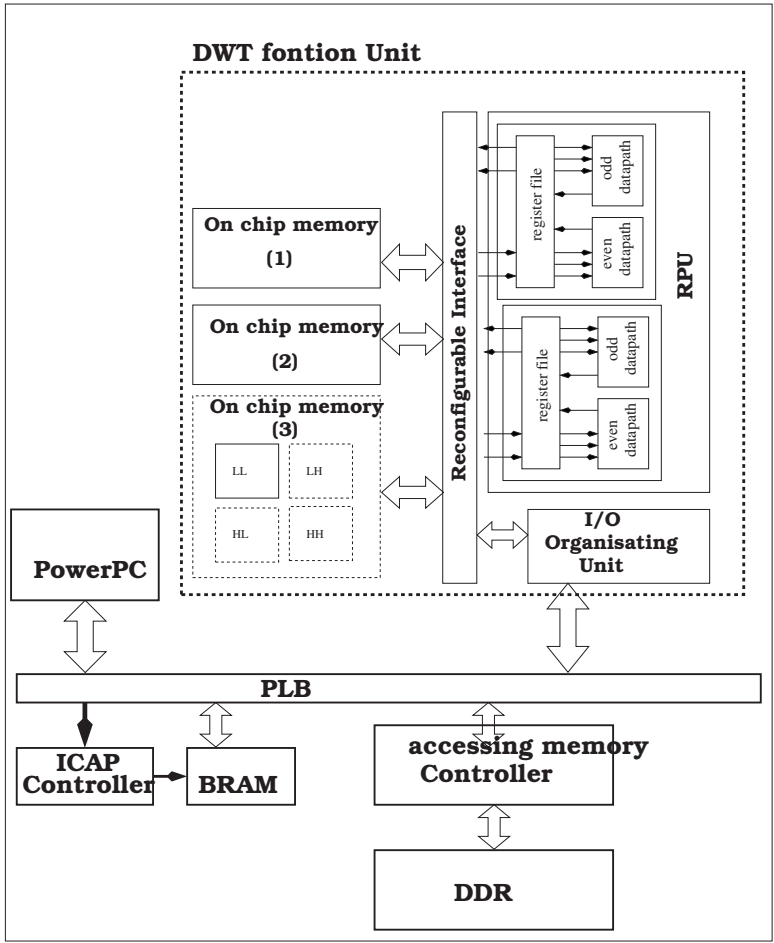 DWT fontion Unit
On chip memory
(1)
On chip memory
(2)
On chip memory
(3)
LL
LH
HL
HH
Reconfigurable Interface
register file
odd
datapath
even
datapath
register file
odd
datapath
even
datapath
RPU
I/O
Organisating
Unit
PowerPC
PLB
ICAP
Controller
BRAM
accessing memory
Controller
DDR